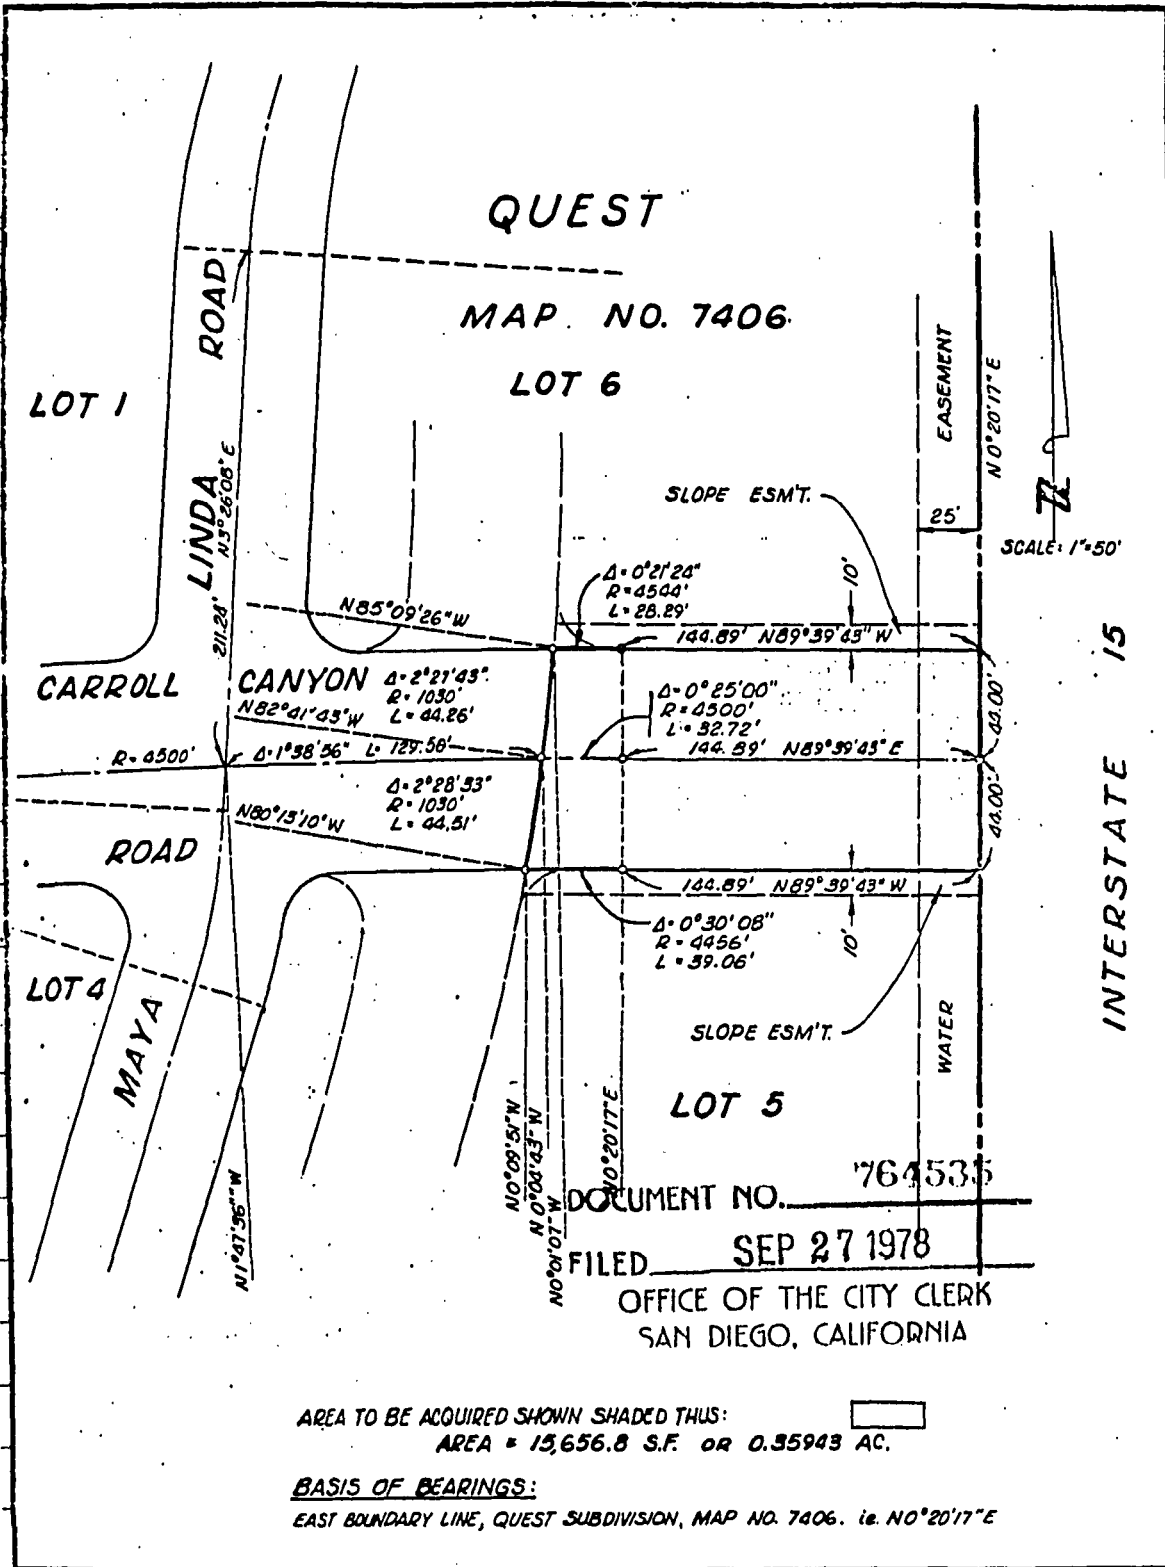 QUEST
MAP. NO. 7406
LOT 6
LOT 1
LINDA ROAD
N3°26'08"E
211.28'
EASEMENT
N0°20'17"E
25'
SCALE: 1"=50'
SLOPE ESM'T.
10'
Δ=0°21'24"
R=4544'
L=28.29'
N85°09'26"W
144.89' N89°39'43"W
CARROLL CANYON
Δ=2°27'43"
R=1030'
L=44.26'
N82°41'43"W
Δ=0°25'00"
R=4500'
L=32.72'
44.00'
R=4500'
Δ=1°38'56" L=129.50'
144.89' N89°39'43"E
Δ=2°28'33"
R=1030'
L=44.51'
N80°13'10"W
44.00'
ROAD
144.89' N89°39'43"W
Δ=0°30'08"
R=4456'
L=39.06'
10'
INTERSTATE 15
LOT 4
MAYA
SLOPE ESM'T.
WATER
LOT 5
N1°47'36"W
N0°09'51"W
N0°04'43"W
N0°01'07"W
N0°20'17"E
DOCUMENT NO. 764535
FILED SEP 27 1978
OFFICE OF THE CITY CLERK
SAN DIEGO, CALIFORNIA
AREA TO BE ACQUIRED SHOWN SHADED THUS:
AREA = 15,656.8 S.F. OR 0.35943 AC.
BASIS OF BEARINGS:
EAST BOUNDARY LINE, QUEST SUBDIVISION, MAP NO. 7406. ie. N0°20'17"E